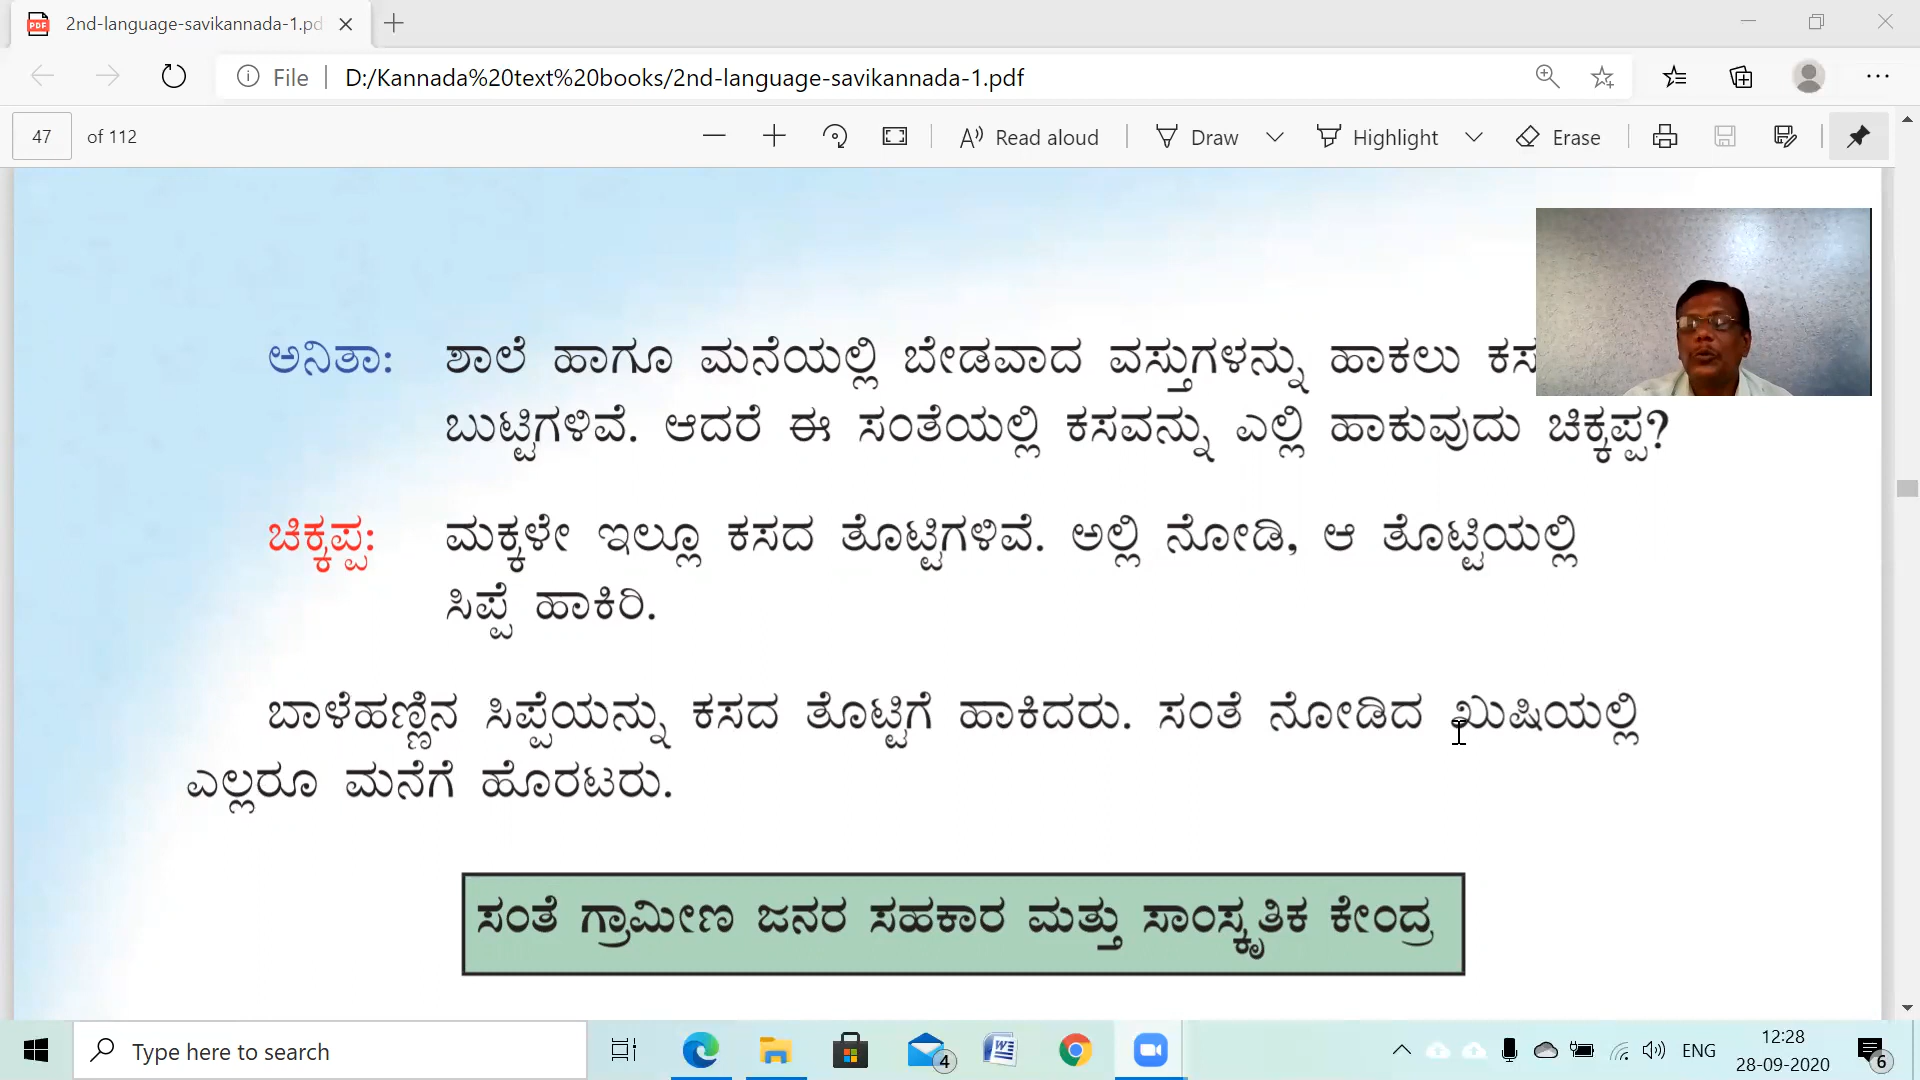 2nd-language-savikannada-1.pd
File | D:/Kannada%20text%20books/2nd-language-savikannada-1.pdf
47 of 112
Read aloud
Draw
Highlight
Erase
ಅನಿತಾ: ಶಾಲೆ ಹಾಗೂ ಮನೆಯಲ್ಲಿ ಬೇಡವಾದ ವಸ್ತುಗಳನ್ನು ಹಾಕಲು
ಬುಟ್ಟಿಗಳಿವೆ. ಆದರೆ ಈ ಸಂತೆಯಲ್ಲಿ ಕಸವನ್ನು ಎಲ್ಲಿ ಹಾಕುವುದು ಚಿಕ್ಕಪ್ಪ?
ಚಿಕ್ಕಪ್ಪ: ಮಕ್ಕಳೇ ಇಲ್ಲೂ ಕಸದ ತೊಟ್ಟಿಗಳಿವೆ. ಅಲ್ಲಿ ನೋಡಿ, ಆ ತೊಟ್ಟಿಯಲ್ಲಿ
ಸಿಪ್ಪೆ ಹಾಕಿರಿ.
ಬಾಳೆಹಣ್ಣಿನ ಸಿಪ್ಪೆಯನ್ನು ಕಸದ ತೊಟ್ಟಿಗೆ ಹಾಕಿದರು. ಸಂತೆ ನೋಡಿದ ಖುಷಿಯಲ್ಲಿ
ಎಲ್ಲರೂ ಮನೆಗೆ ಹೊರಟರು.
ಸಂತೆ ಗ್ರಾಮೀಣ ಜನರ ಸಹಕಾರ ಮತ್ತು ಸಾಂಸ್ಕೃತಿಕ ಕೇಂದ್ರ
Type here to search
4
ENG
12:28
28-09-2020
6